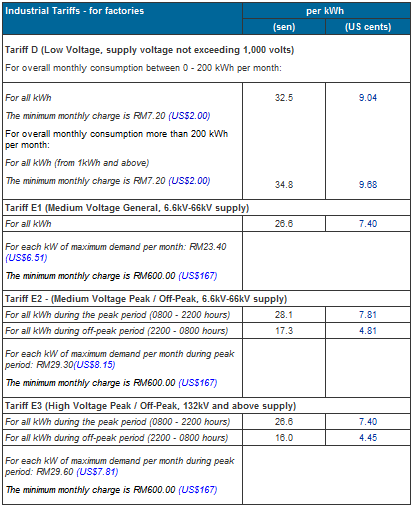 Industrial Tariffs - for factories
per kWh
(sen)
(US cents)
Tariff D (Low Voltage, supply voltage not exceeding 1,000 volts)
For overall monthly consumption between 0 - 200 kWh per month:
For all kWh
32.5
9.04
The minimum monthly charge is RM7.20 (US$2.00)
For overall monthly consumption more than 200 kWh
per month:
For all kWh (from 1kWh and above)
The minimum monthly charge is RM7.20 (US$2.00)
34.8
9.68
Tariff E1 (Medium Voltage General, 6.6kV-66kV supply)
For all kWh
26.6
7.40
For each kW of maximum demand per month: RM23.40
(US$6.51)
The minimum monthly charge is RM600.00 (US$167)
Tariff E2 - (Medium Voltage Peak / Off-Peak, 6.6kV-66kV supply)
For all kWh during the peak period (0800 - 2200 hours)
28.1
7.81
For all kWh during off-peak period (2200 - 0800 hours)
17.3
4.81
For each kW of maximum demand per month during peak
period: RM29.30(US$8.15)
The minimum monthly charge is RM600.00 (US$167)
Tariff E3 (High Voltage Peak / Off-Peak, 132kV and above supply)
For all kWh during the peak period (0800 - 2200 hours)
26.6
7.40
For all kWh during off-peak period (2200 - 0800 hours)
16.0
4.45
For each kW of maximum demand per month during peak
period: RM29.60 (US$7.81)
The minimum monthly charge is RM600.00 (US$167)